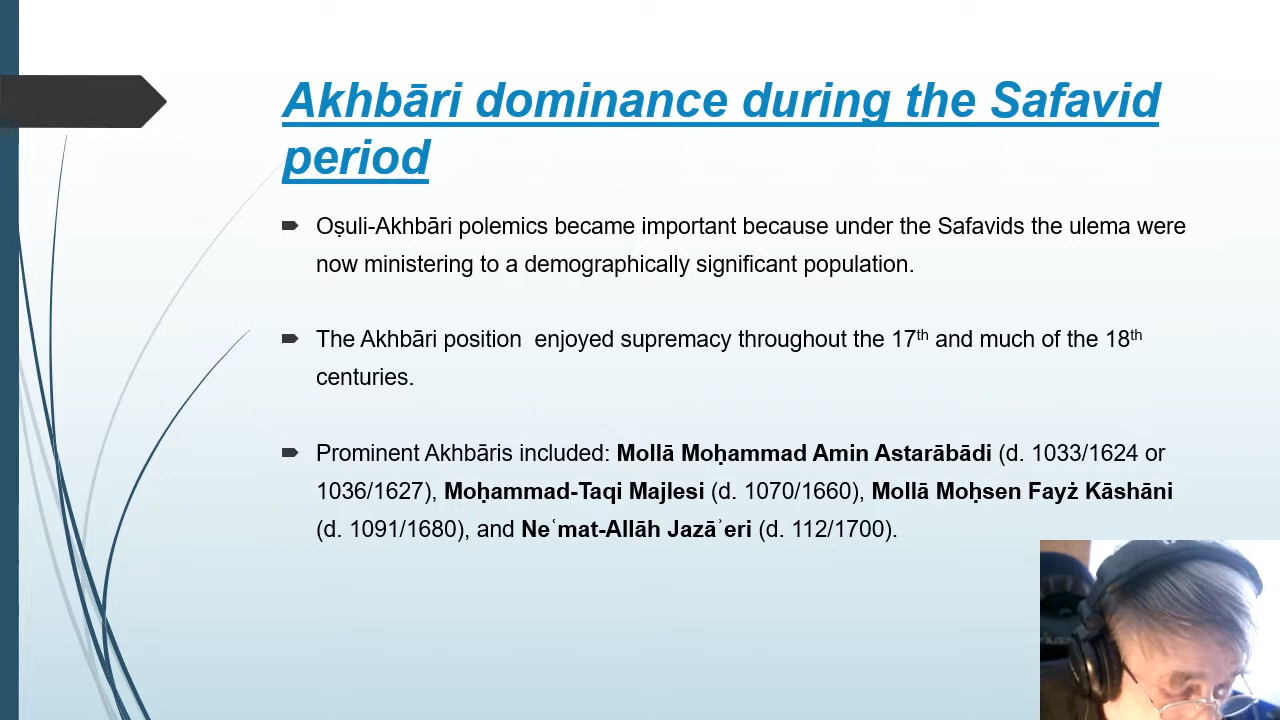 Akhbāri dominance during the Safavid
period
Oṣuli-Akhbāri polemics became important because under the Safavids the ulema were
now ministering to a demographically significant population.
The Akhbāri position  enjoyed supremacy throughout the 17th and much of the 18th
centuries.
Prominent Akhbāris included: Mollā Moḥammad Amin Astarābādi (d. 1033/1624 or
1036/1627), Moḥammad-Taqi Majlesi (d. 1070/1660), Mollā Moḥsen Fayż Kāshāni
(d. 1091/1680), and Neʿmat-Allāh Jazāʾeri (d. 112/1700).